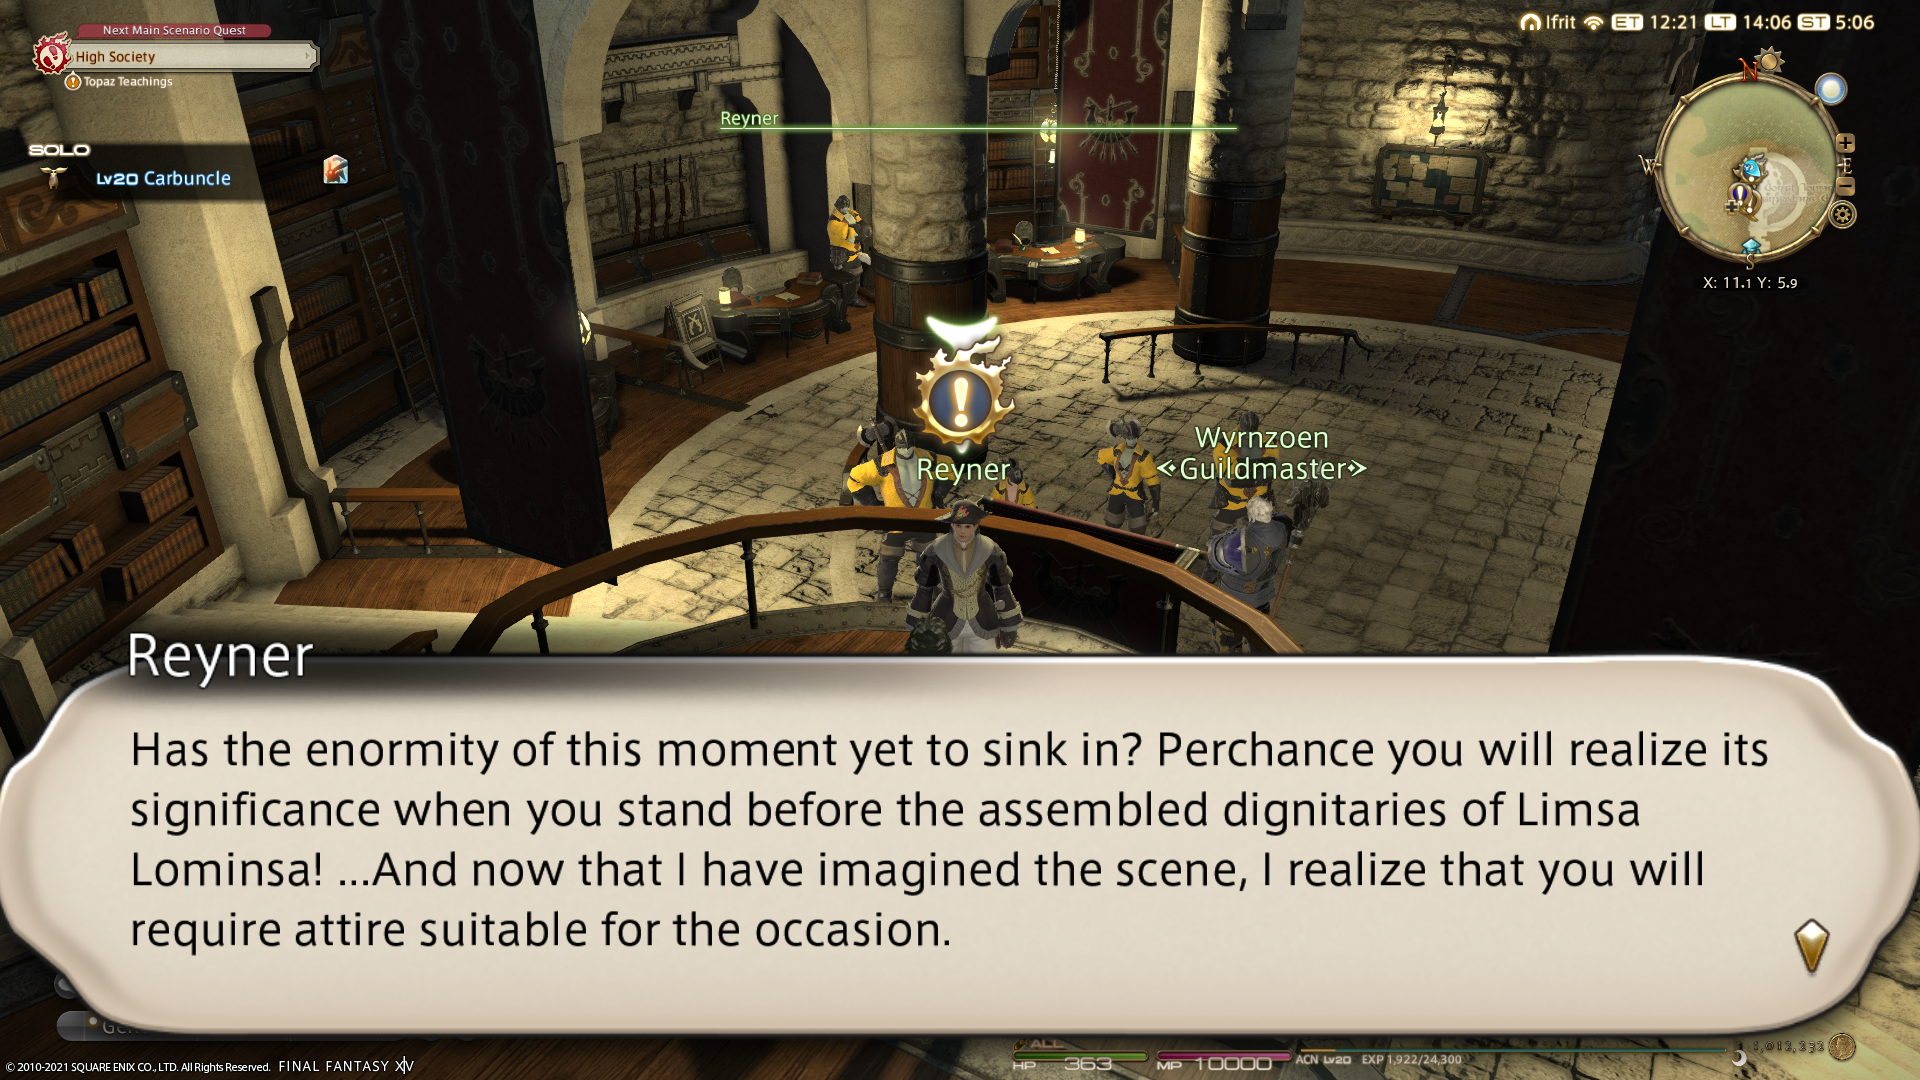 Next Main Scenario Quest
High Society
Topaz Teachings
SOLO
Lv20 Carbuncle
Reyner
Ifrit ET 12:21 LT 14:06 ST 5:06
N
W
E
S
X: 11.1 Y: 5.9
Reyner
Wyrnzoen
Guildmaster
Reyner
Has the enormity of this moment yet to sink in? Perchance you will realize its
significance when you stand before the assembled dignitaries of Limsa
Lominsa! ...And now that I have imagined the scene, I realize that you will
require attire suitable for the occasion.
ALL
HP 363 MP 10000 ACN Lv20 EXP 1,922/24,300
1,012,232
© 2010-2021 SQUARE ENIX CO., LTD. All Rights Reserved. FINAL FANTASY XIV